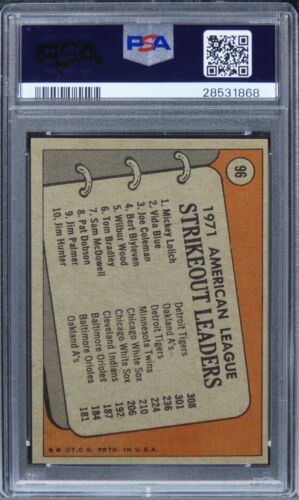 PSA
PSA
28531868
96
1971 AMERICAN LEAGUE
STRIKEOUT LEADERS
1. Mickey Lolich Detroit Tigers 308
2. Vida Blue Oakland A's 301
3. Joe Coleman Detroit Tigers 236
4. Bert Blyleven Minnesota Twins 224
5. Wilbur Wood Chicago White Sox 210
6. Tom Bradley Chicago White Sox 206
7. Sam McDowell Cleveland Indians 192
8. Pat Dobson Baltimore Orioles 187
9. Jim Palmer Baltimore Orioles 184
10. Jim Hunter Oakland A's 181
** © T.C.G. PRTD. IN U.S.A.